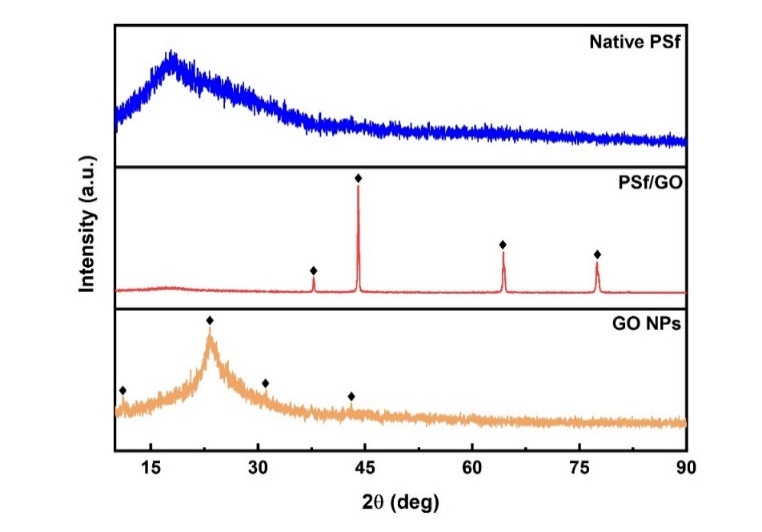 Native PSf
PSf/GO
GO NPs
Intensity (a.u.)
15 30 45 60 75 90
2θ (deg)